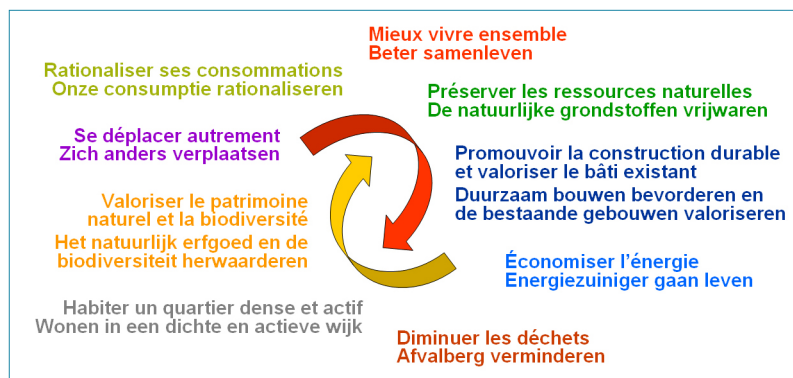 Mieux vivre ensemble
Beter samenleven
Rationaliser ses consommations
Onze consumptie rationaliseren
Préserver les ressources naturelles
De natuurlijke grondstoffen vrijwaren
Se déplacer autrement
Zich anders verplaatsen
Promouvoir la construction durable
et valoriser le bâti existant
Duurzaam bouwen bevorderen en
de bestaande gebouwen valoriseren
Valoriser le patrimoine
naturel et la biodiversité
Het natuurlijk erfgoed en de
biodiversiteit herwaarderen
Économiser l'énergie
Energiezuiniger gaan leven
Habiter un quartier dense et actif
Wonen in een dichte en actieve wijk
Diminuer les déchets
Afvalberg verminderen